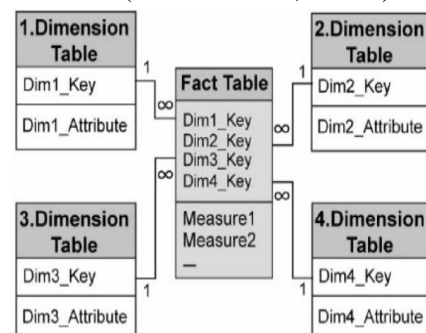 1.Dimension
Table
Dim1_Key
Dim1_Attribute
1
∞
Fact Table
Dim1_Key
Dim2_Key
Dim3_Key
Dim4_Key
Measure1
Measure2
2.Dimension
Table
Dim2_Key
Dim2_Attribute
1
∞
3.Dimension
Table
Dim3_Key
Dim3_Attribute
1
∞
4.Dimension
Table
Dim4_Key
Dim4_Attribute
1
∞